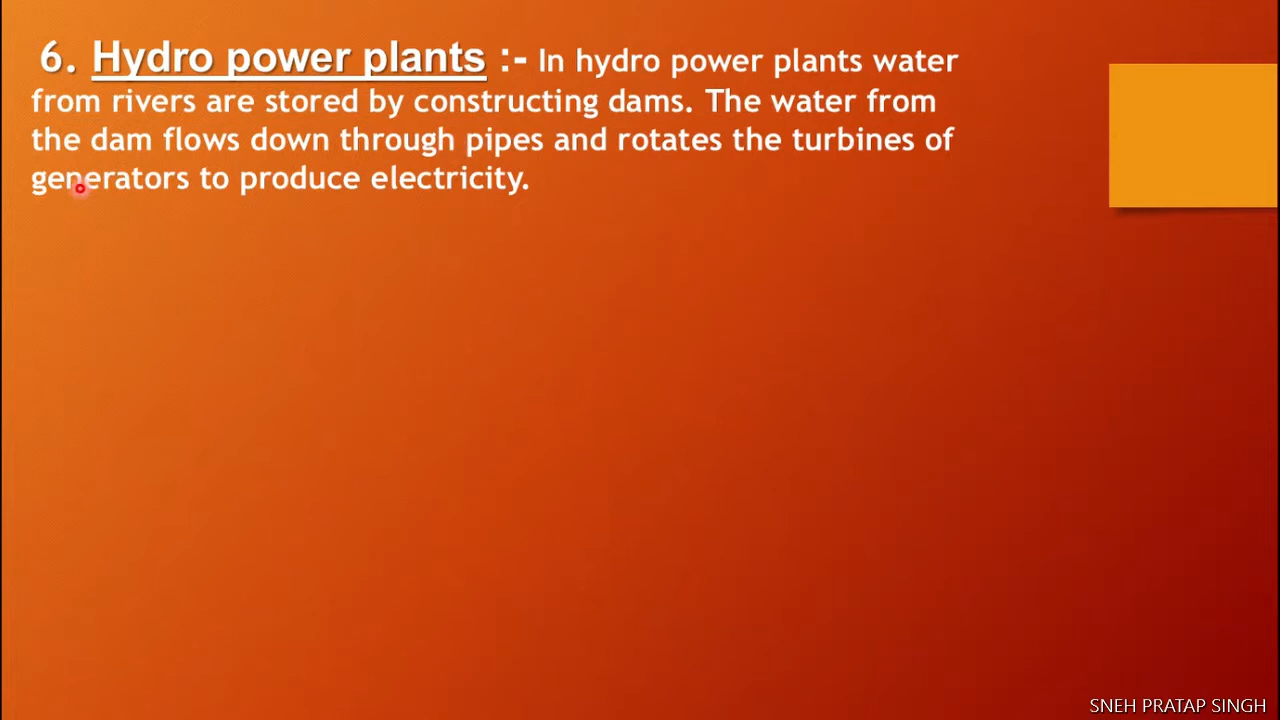 6. Hydro power plants :- In hydro power plants water
from rivers are stored by constructing dams. The water from
the dam flows down through pipes and rotates the turbines of
generators to produce electricity.
SNEH PRATAP SINGH